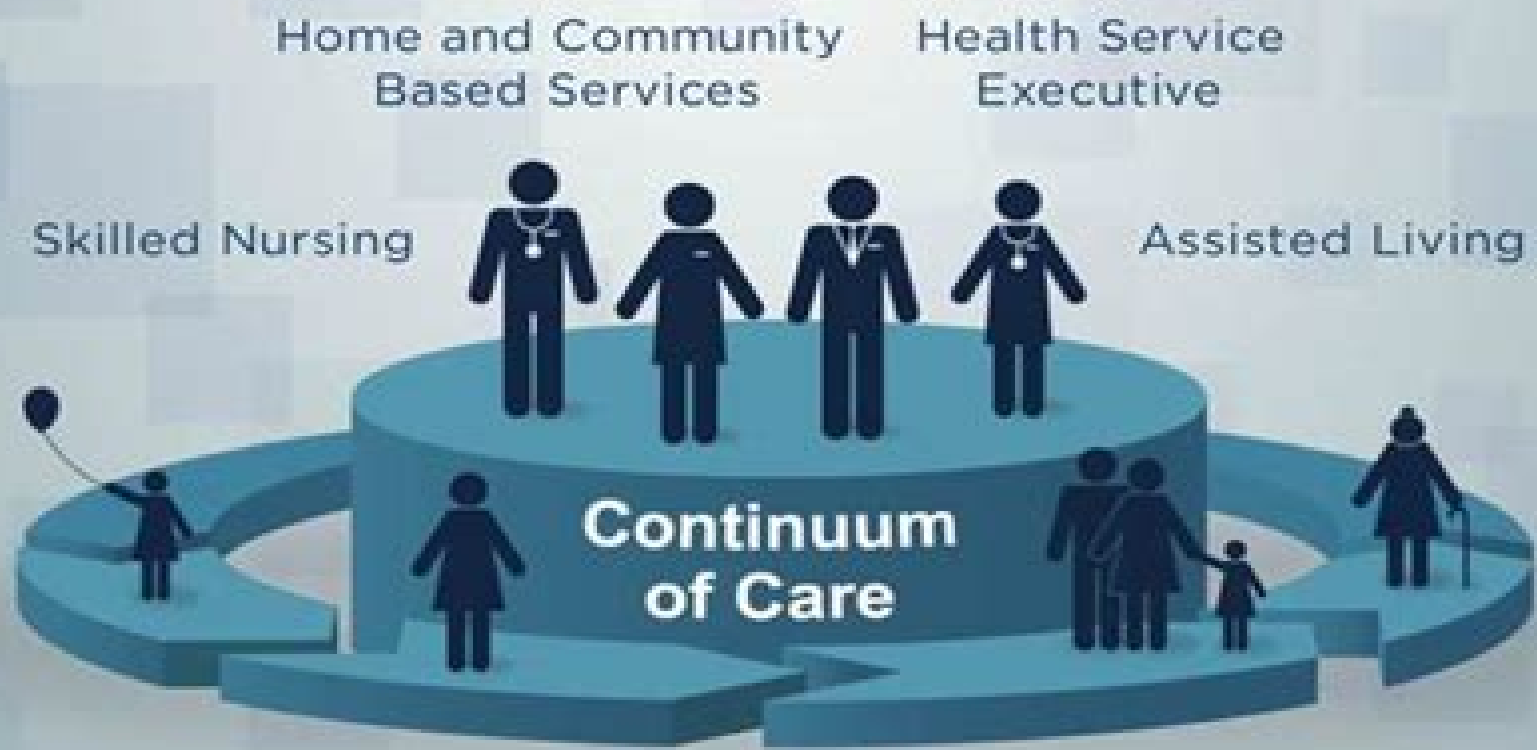 Home and Community
Based Services
Health Service
Executive
Skilled Nursing
Assisted Living
Continuum
of Care